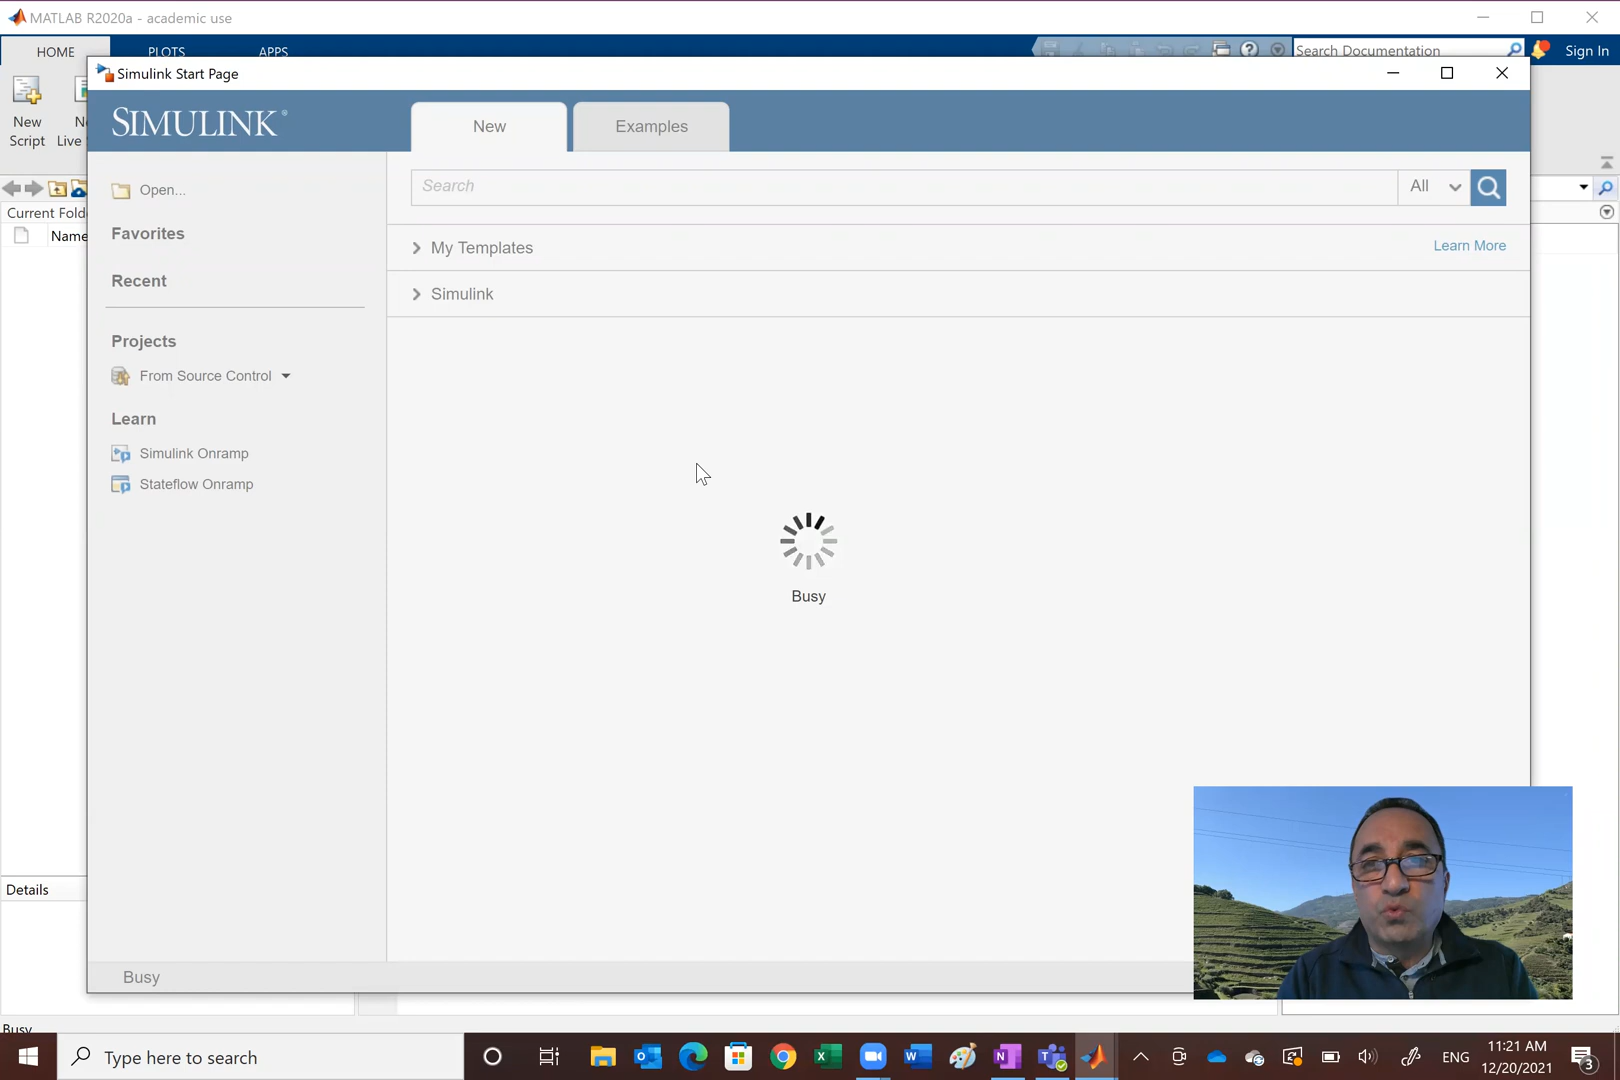 MATLAB R2020a - academic use
HOME
PLOTS
APPS
Search Documentation
Sign In
New
Script
Live
Simulink Start Page
SIMULINK®
New
Examples
Current Fold
Name
Open...
Favorites
Recent
Projects
From Source Control
Learn
Simulink Onramp
Stateflow Onramp
Search
All
My Templates
Learn More
Simulink
Busy
Details
Busy
Busy
Type here to search
ENG
11:21 AM
12/20/2021
3